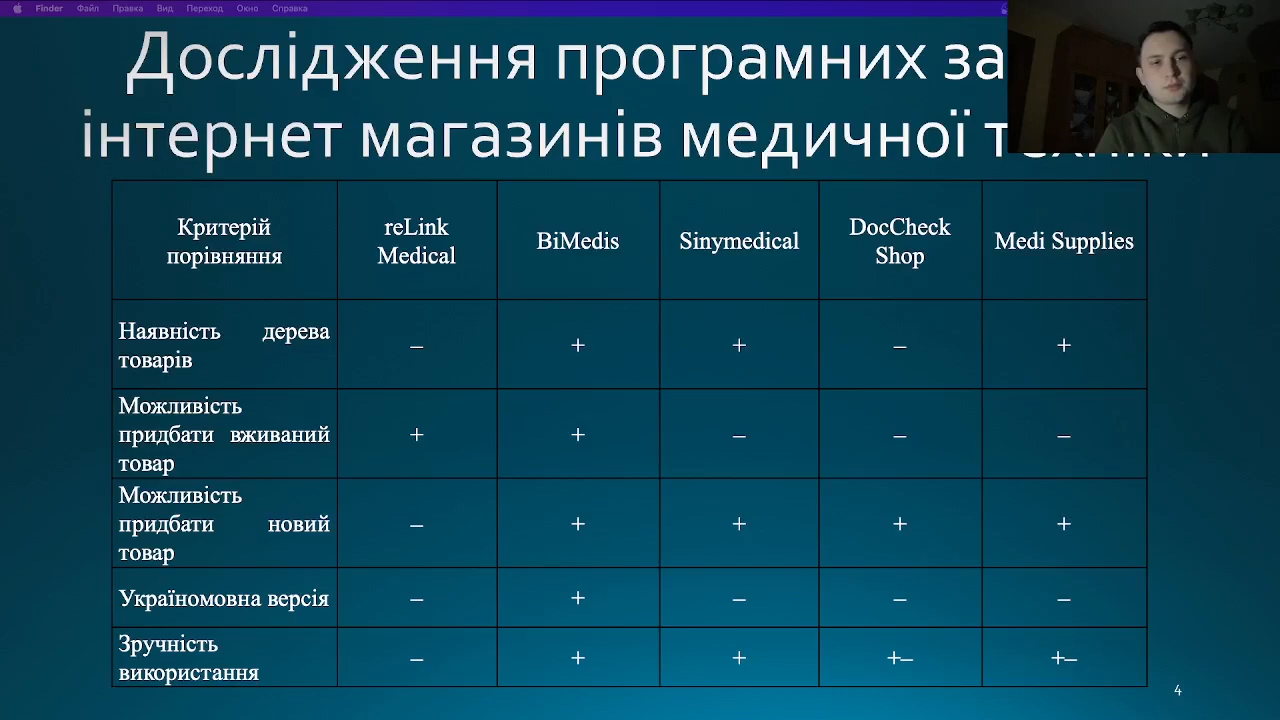 Finder Файл Правка Вид Переход Окно Справка
Дослідження програмних
інтернет магазинів медичної
Критерій порівняння
reLink Medical
BiMedis
Sinymedical
DocCheck Shop
Medi Supplies
Наявність дерева товарів
– + + – +
Можливість придбати вживаний товар
+ + – – –
Можливість придбати новий товар
– + + + +
Україномовна версія
– + – – –
Зручність використання
– + + +– +–
4